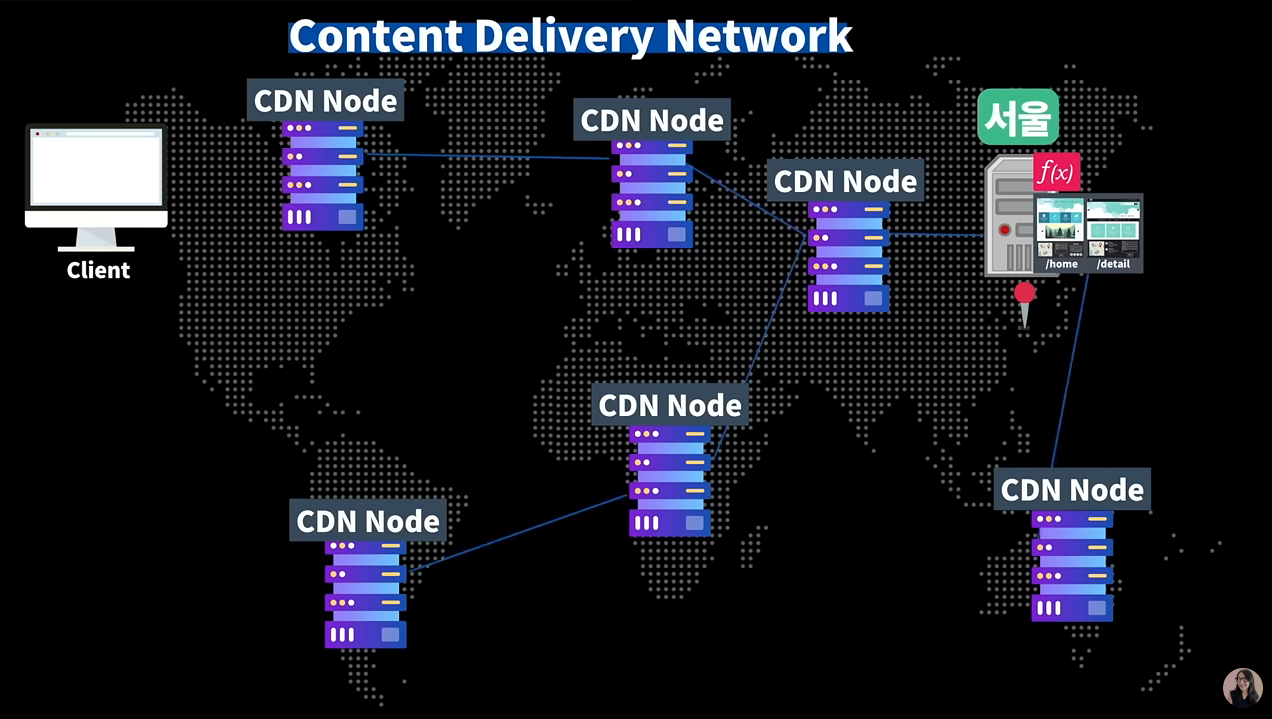 Content Delivery Network
CDN Node
CDN Node
서울
f(x)
CDN Node
/home
/detail
Client
CDN Node
CDN Node
CDN Node